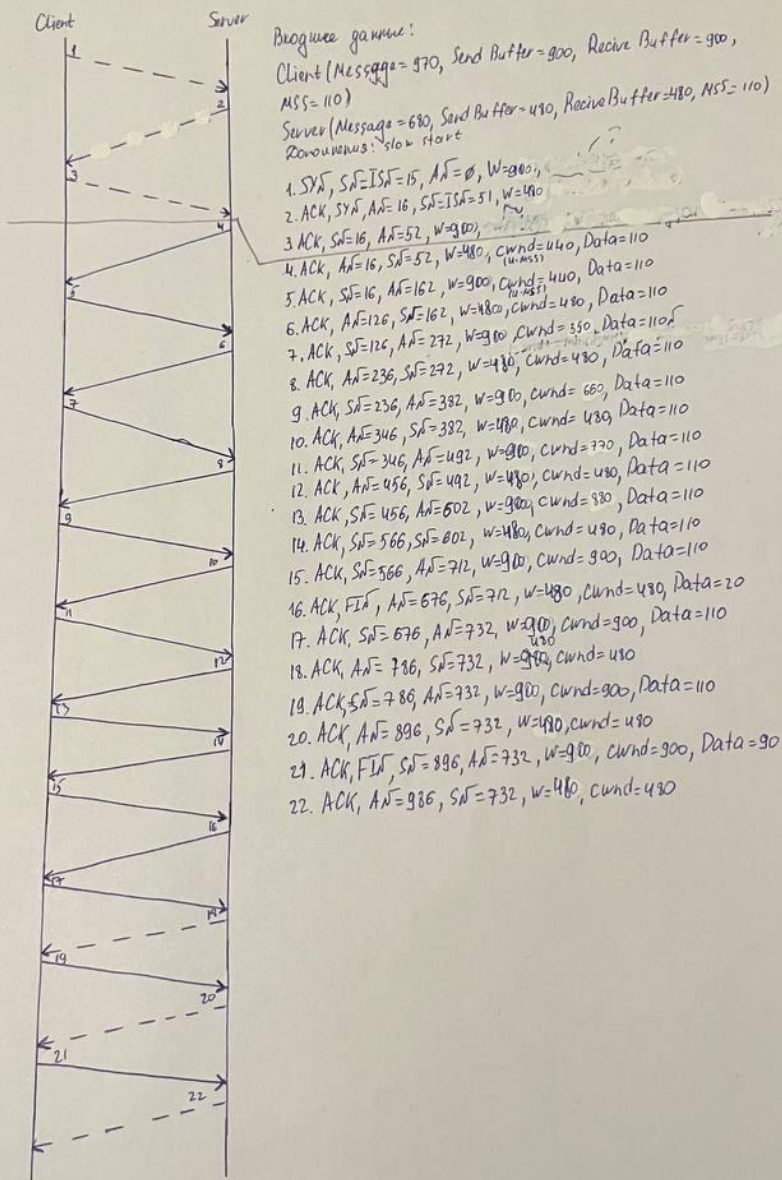 Client
Server
Входные данные:
Client (Message = 970, Send Buffer = 900, Recive Buffer = 900,
MSS = 110)
Server (Message = 680, Send Buffer = 480, Recive Buffer = 480, MSS = 110)
slow start
1. SYN, SN=ISN=15, AN=ø, W=900,
2. ACK, SYN, AN=16, SN=ISN=51, W=480
3 ACK, SN=16, AN=52, W=900,
4. ACK, AN=16, SN=52, W=480, cwnd=440, Data=110
(4·MSS)
5. ACK, SN=16, AN=162, W=900, cwnd=440, Data=110
(4·MSS)
6. ACK, AN=126, SN=162, W=480, cwnd=480, Data=110
7. ACK, SN=126, AN=272, W=900, cwnd=550, Data=110
8. ACK, AN=236, SN=272, W=480, cwnd=480, Data=110
9. ACK, SN=236, AN=382, W=900, cwnd=660, Data=110
10. ACK, AN=346, SN=382, W=480, cwnd=480, Data=110
11. ACK, SN=346, AN=492, W=900, cwnd=770, Data=110
12. ACK, AN=456, SN=492, W=480, cwnd=480, Data=110
13. ACK, SN=456, AN=602, W=900, cwnd=880, Data=110
14. ACK, SN=566, SN=602, W=480, cwnd=480, Data=110
15. ACK, SN=566, AN=712, W=900, cwnd=900, Data=110
16. ACK, FIN, AN=676, SN=712, W=480, cwnd=480, Data=20
17. ACK, SN=676, AN=732, W=900, cwnd=900, Data=110
480
18. ACK, AN=786, SN=732, W=900, cwnd=480
19. ACK, SN=786, AN=732, W=900, cwnd=900, Data=110
20. ACK, AN=896, SN=732, W=480, cwnd=480
21. ACK, FIN, SN=896, AN=732, W=900, cwnd=900, Data=90
22. ACK, AN=986, SN=732, W=480, cwnd=480
1
2
3
4
5
6
7
8
9
10
11
12
13
14
15
16
17
19
20
21
22